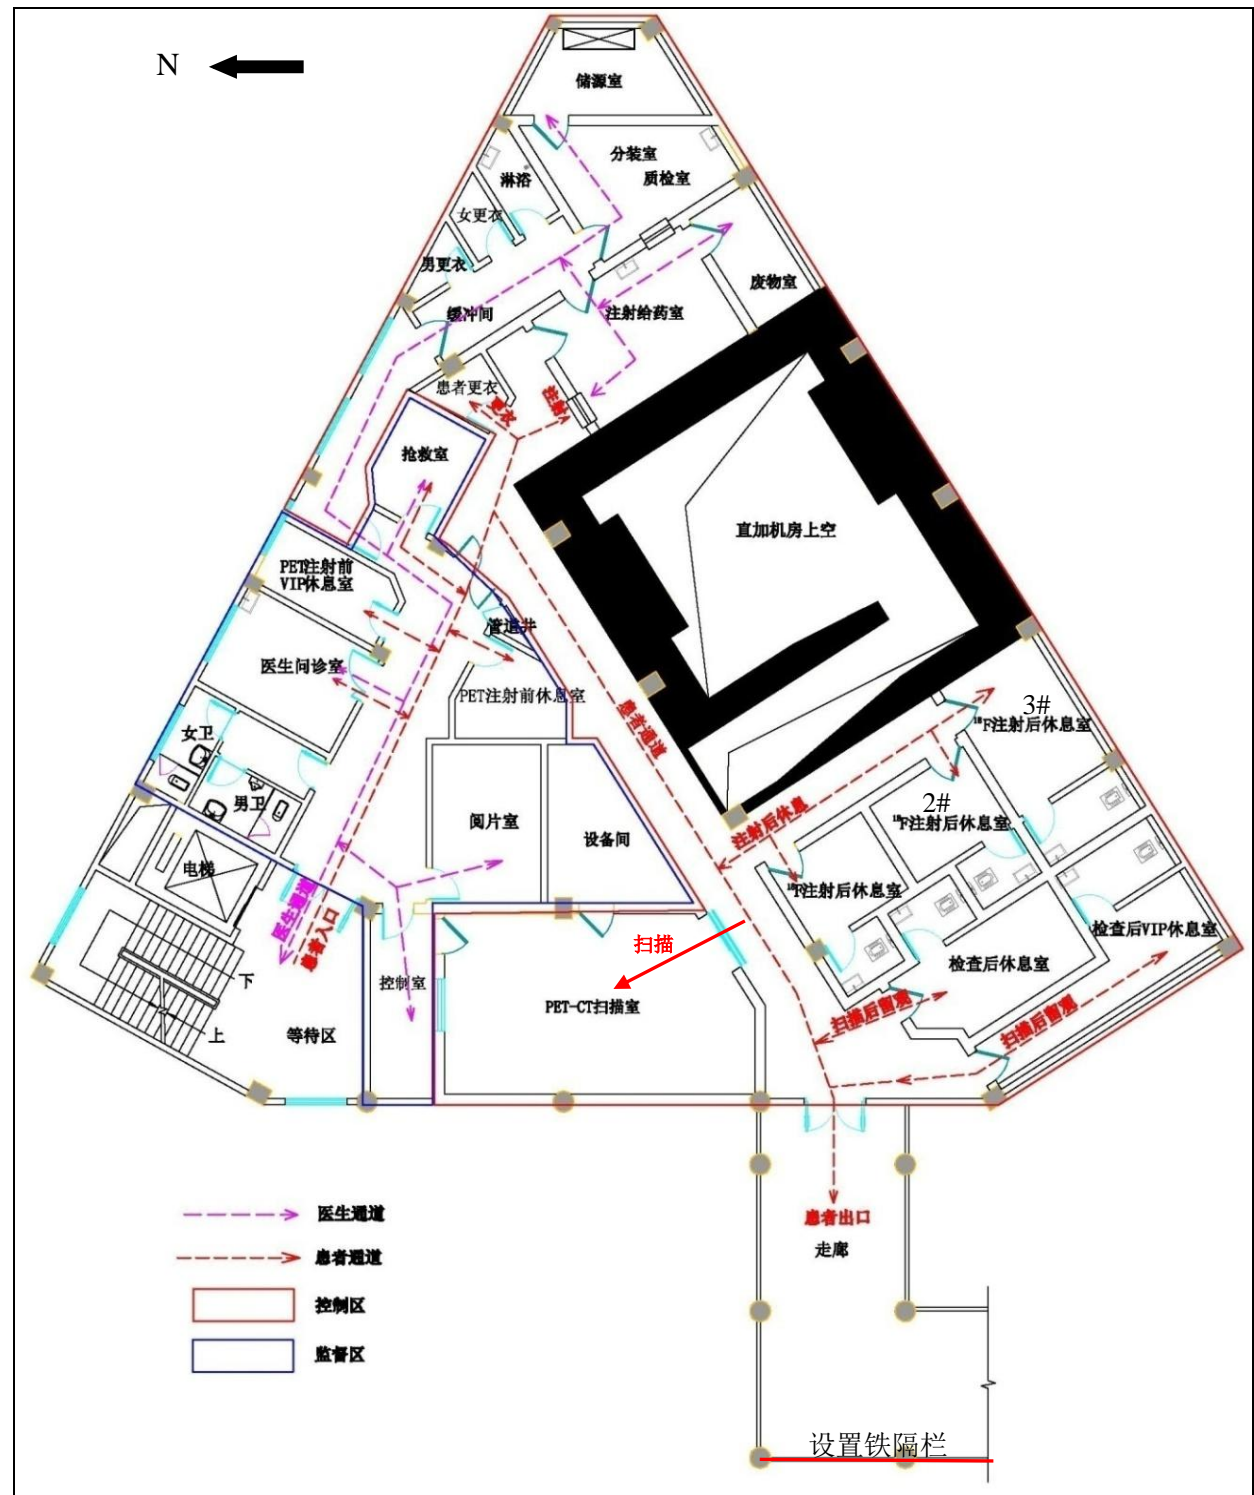 N
储源室
分装室
质检室
淋浴
女更衣
男更衣
缓冲间
注射给药室
废物室
患者更衣
更衣
注射
抢救室
直加机房上空
PET注射前
VIP休息室
管道井
医生问诊室
PET注射前休息室
患者通道
3#
¹⁸F注射后休息室
女卫
男卫
2#
¹⁸F注射后休息室
注射后休息
阅片室
设备间
电梯
¹⁸F注射后休息室
医生通道
患者入口
扫描
检查后VIP休息室
检查后休息室
下
控制室
PET-CT扫描室
扫描后留观
扫描后留观
上
等待区
医生通道
患者出口
走廊
患者通道
控制区
监督区
设置铁隔栏